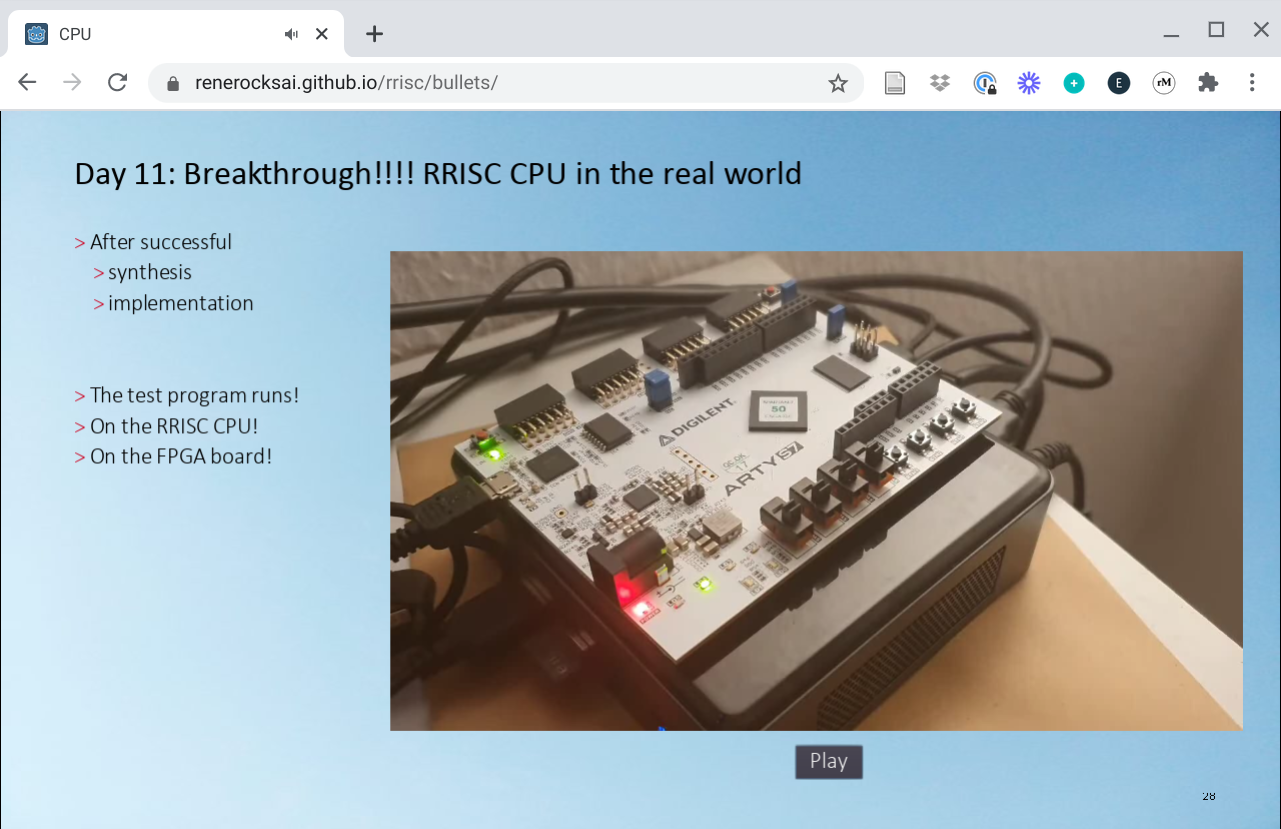 CPU
renerocksai.github.io/rrisc/bullets/
E
rM
Day 11: Breakthrough!!!! RRISC CPU in the real world
> After successful
> synthesis
> implementation
> The test program runs!
> On the RRISC CPU!
> On the FPGA board!
50
DIGILENT
ARTY S7
Play
28